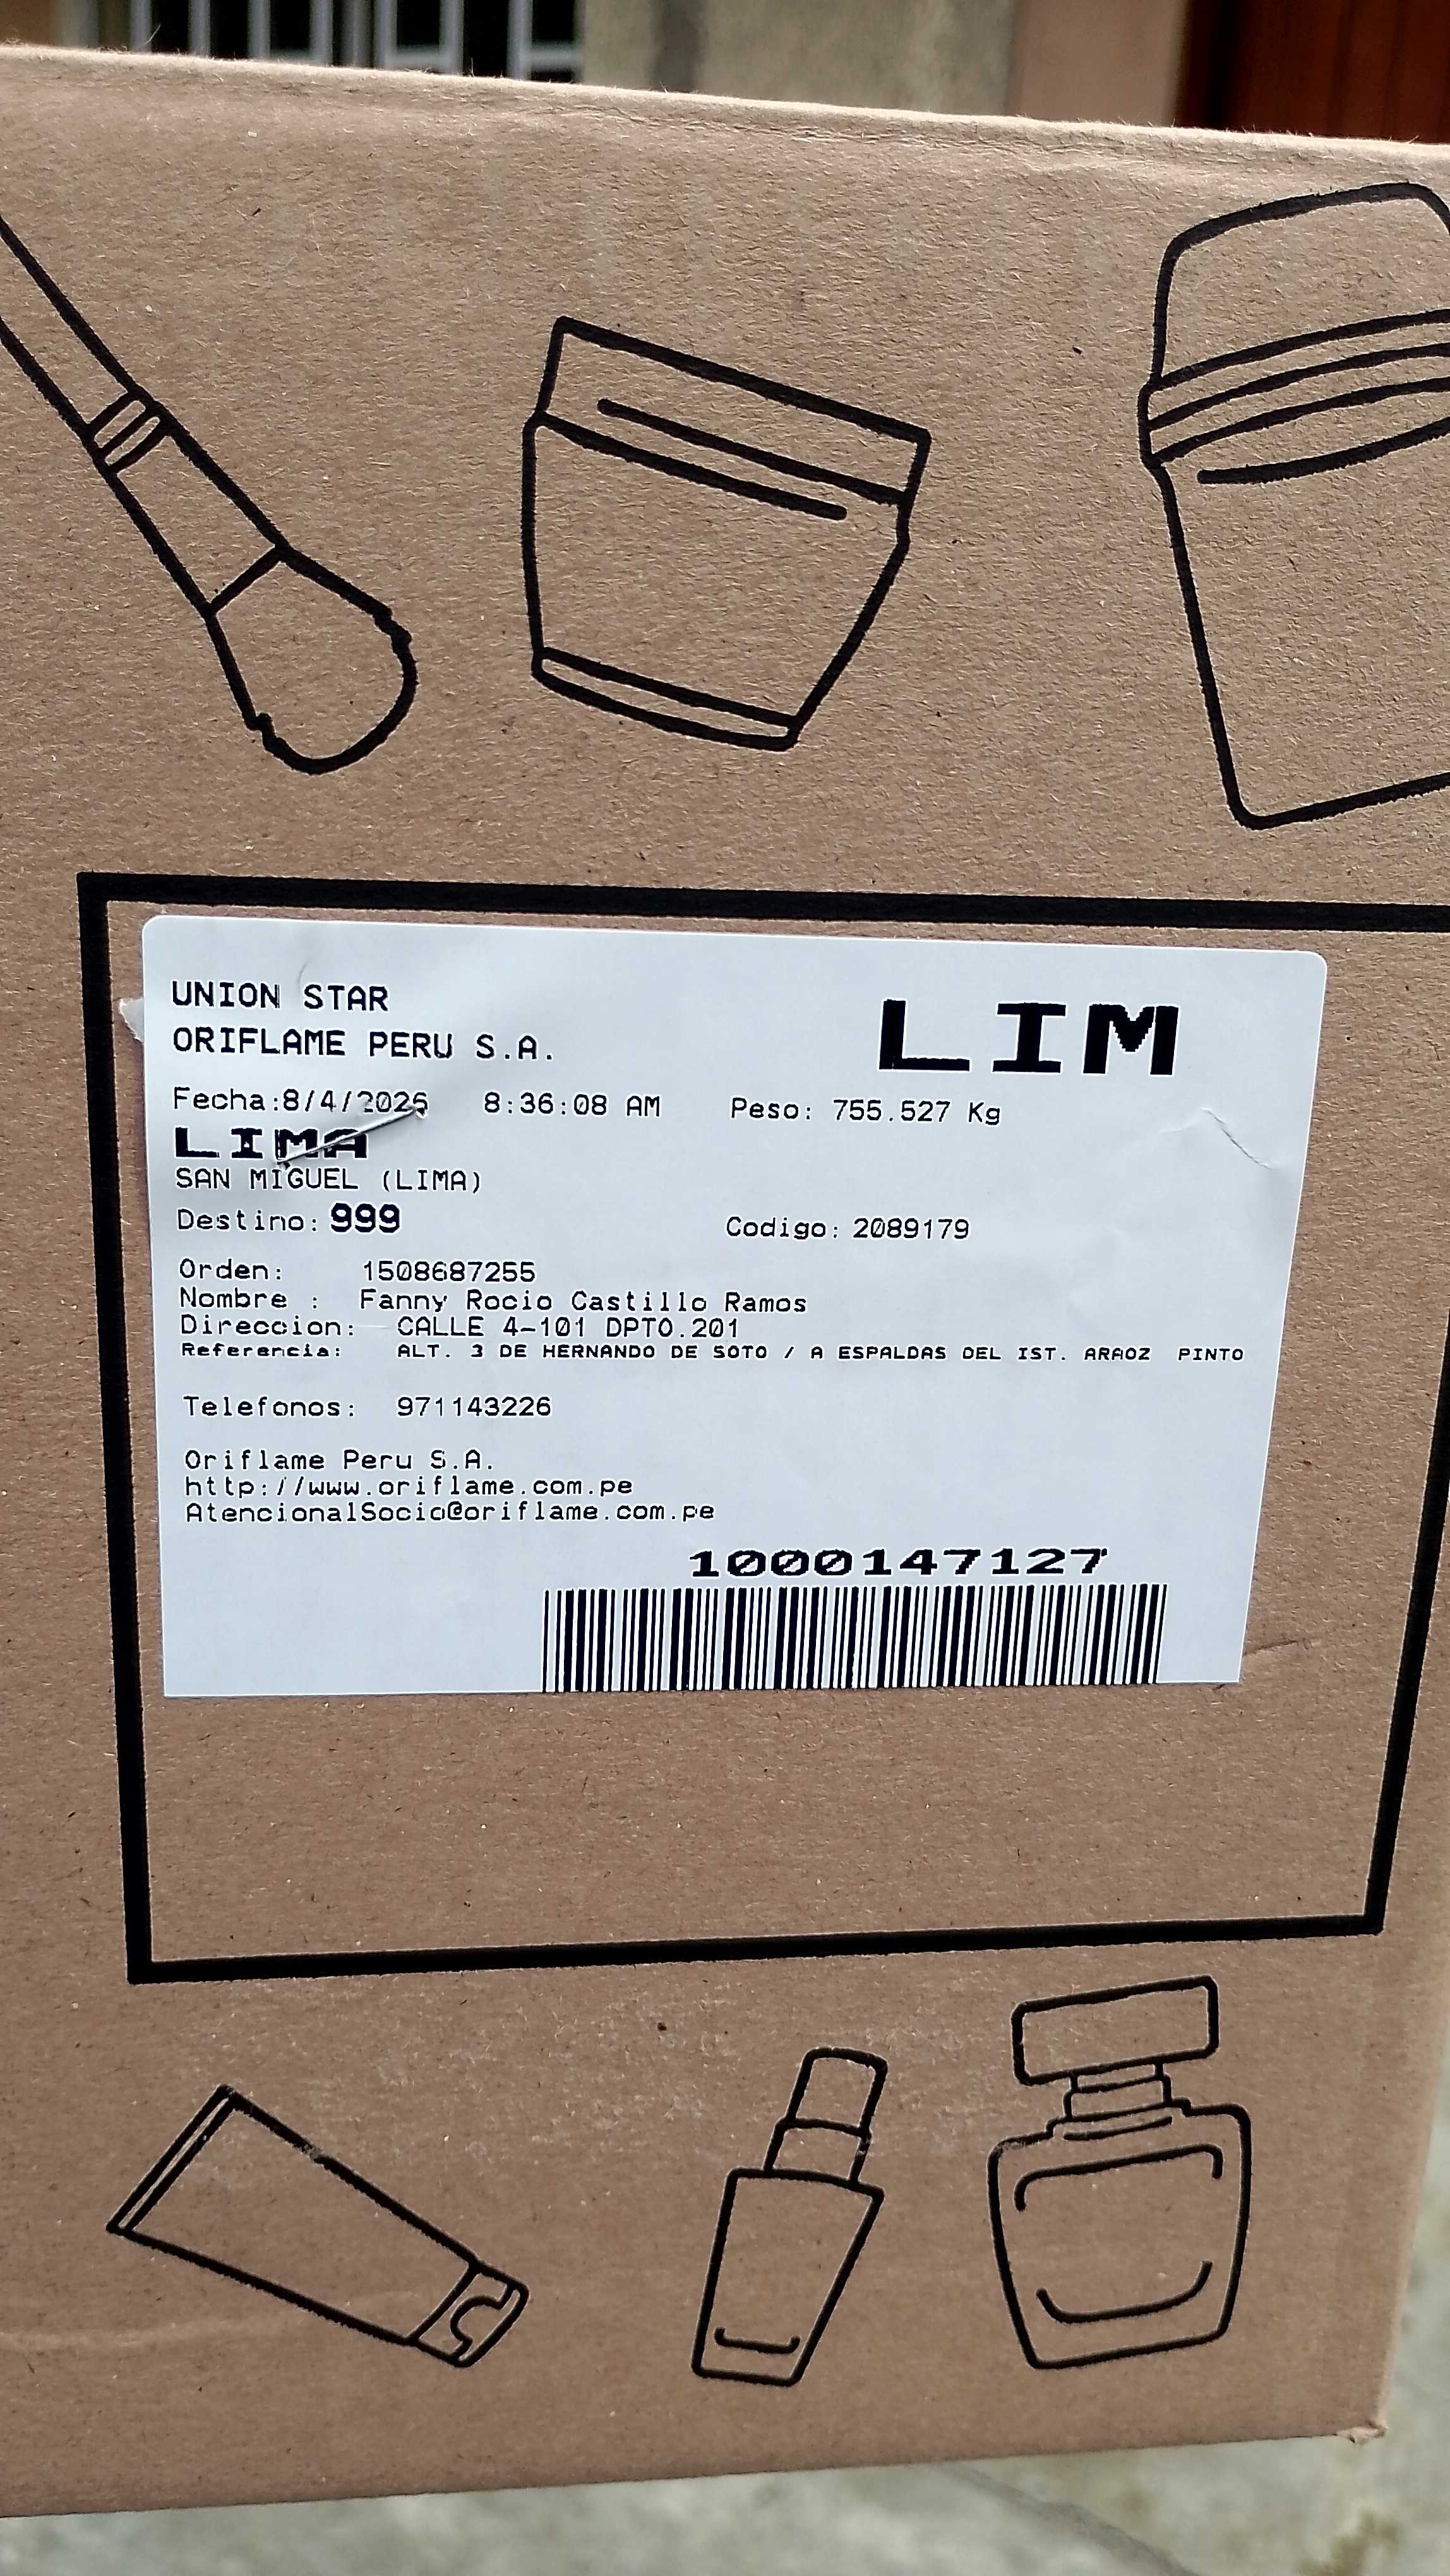 UNION STAR
ORIFLAME PERU S.A.
LIM
Fecha:8/4/2026 8:36:08 AM Peso: 755.527 Kg
LIMA
SAN MIGUEL (LIMA)
Destino: 999 Codigo: 2089179
Orden: 1508687255
Nombre : Fanny Rocio Castillo Ramos
Direccion: CALLE 4-101 DPTO.201
Referencia: ALT. 3 DE HERNANDO DE SOTO / A ESPALDAS DEL IST. ARAOZ PINTO
Telefonos: 971143226
Oriflame Peru S.A.
http://www.oriflame.com.pe
AtencionalSocio@oriflame.com.pe
1000147127